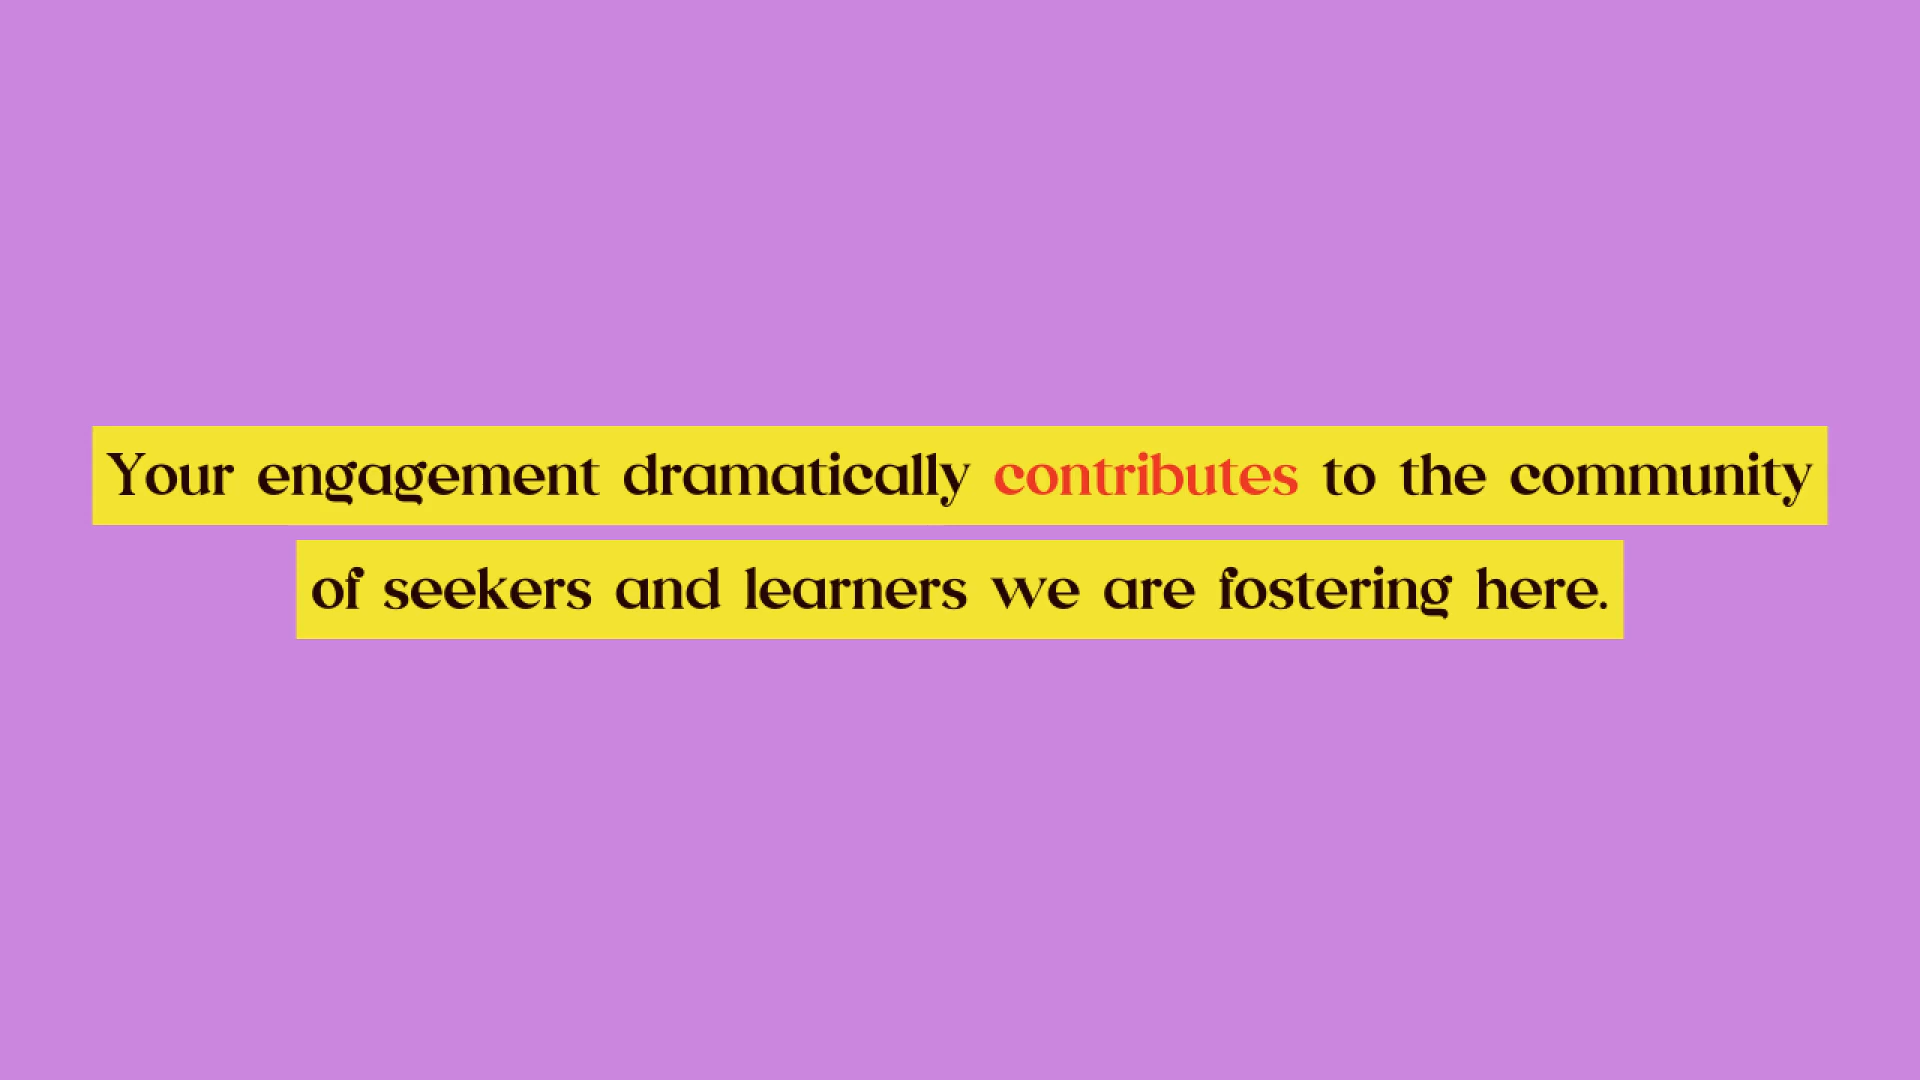 Your engagement dramatically contributes to the community
of seekers and learners we are fostering here.